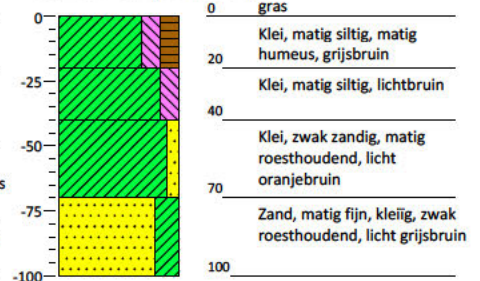 0
-25
-50
-75
-100
s
0 gras
Klei, matig siltig, matig
humeus, grijsbruin
20
Klei, matig siltig, lichtbruin
40
Klei, zwak zandig, matig
roesthoudend, licht
oranjebruin
70
Zand, matig fijn, kleiïg, zwak
roesthoudend, licht grijsbruin
100